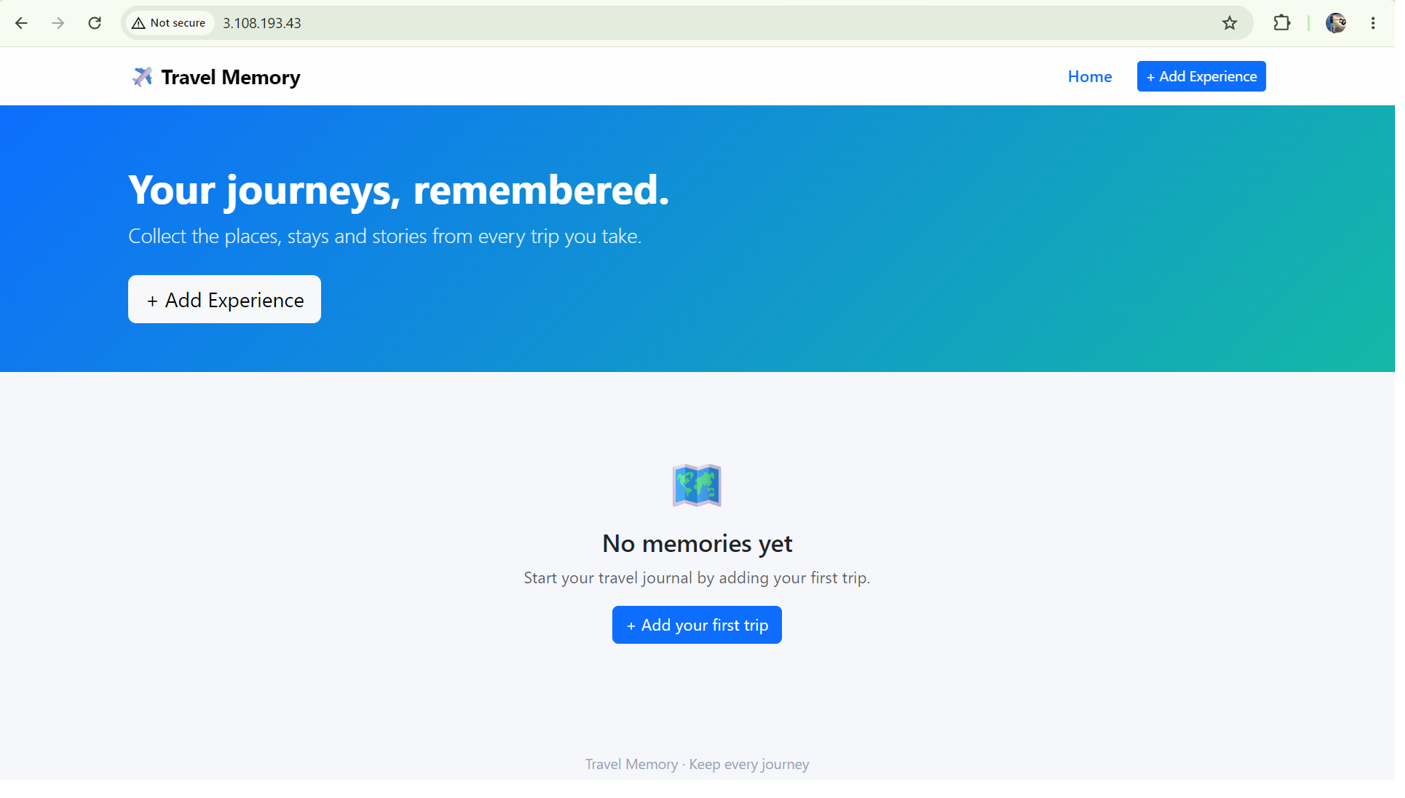 Not secure
3.108.193.43
Travel Memory
Home
+ Add Experience
Your journeys, remembered.
Collect the places, stays and stories from every trip you take.
+ Add Experience
No memories yet
Start your travel journal by adding your first trip.
+ Add your first trip
Travel Memory · Keep every journey